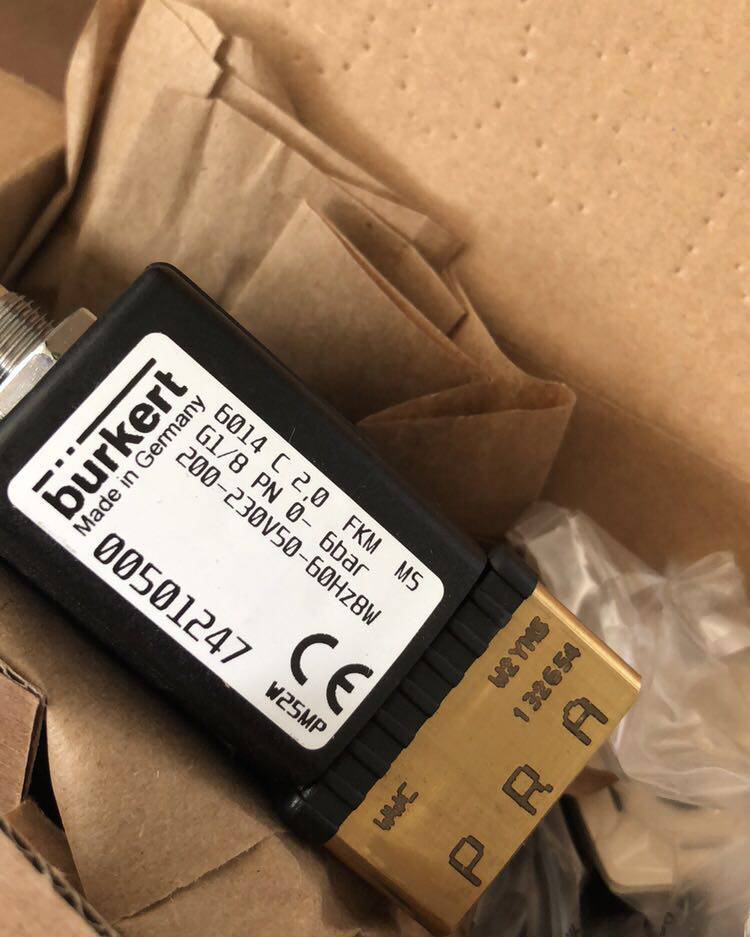 bürkert
Made in Germany
6014 C 2,0 FKM MS
G1/8 PN 0- 6bar
200-230V50-60Hz8W
00501247
CE
W25MP
132654
P R A